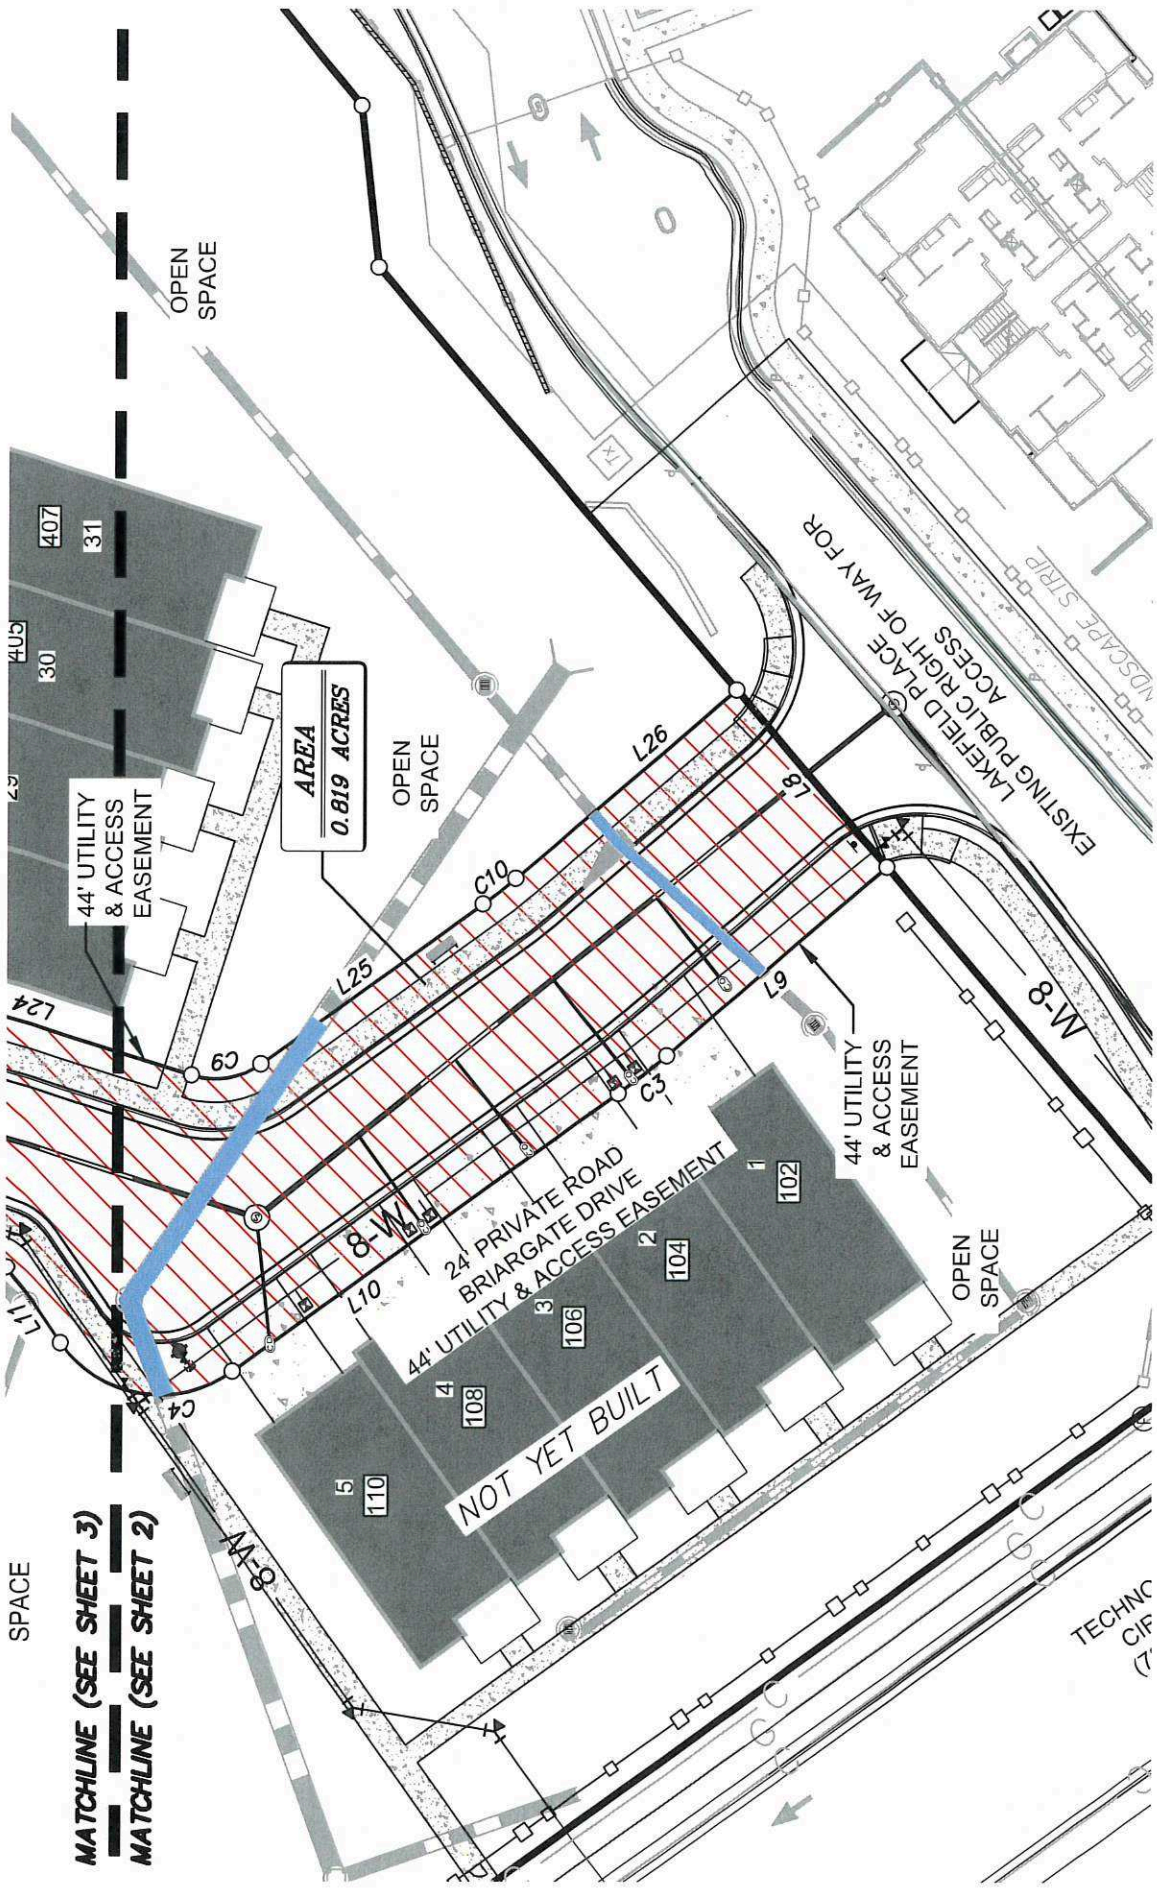 MATCHLINE (SEE SHEET 3)
MATCHLINE (SEE SHEET 2)
SPACE
OPEN
SPACE
407
31
405
30
29
44' UTILITY
& ACCESS
EASEMENT
AREA
0.819 ACRES
OPEN
SPACE
L24
C9
L25
C10
L26
L8
L9
C3
L10
C4
L11
8-W
8-W
W-8
S
S
44' UTILITY
& ACCESS
EASEMENT
24' PRIVATE ROAD
BRIARGATE DRIVE
44' UTILITY & ACCESS EASEMENT
1
102
2
104
3
106
4
108
5
110
NOT YET BUILT
OPEN
SPACE
LAKEFIELD PLACE
EXISTING PUBLIC RIGHT OF WAY FOR
ACCESS
NDSCAPE STRIP
Tx
TECHNO
CIR
(7
G C
G C